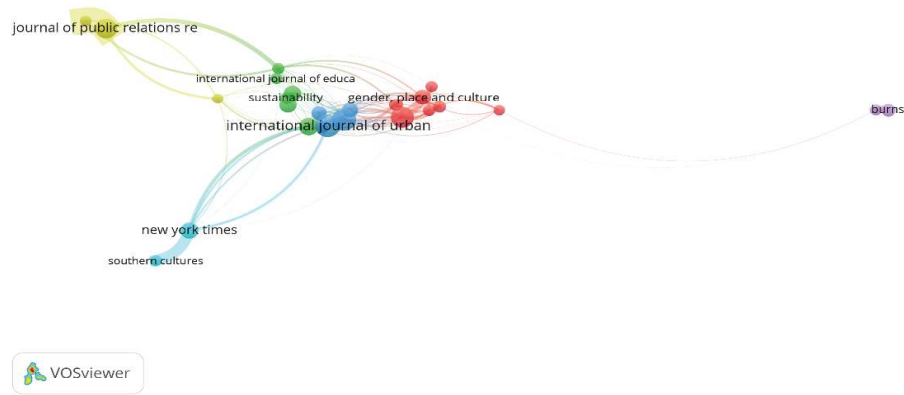 journal of public relations re
international journal of educa
sustainability
gender, place and culture
burns
international journal of urban
new york times
southern cultures
VOSviewer